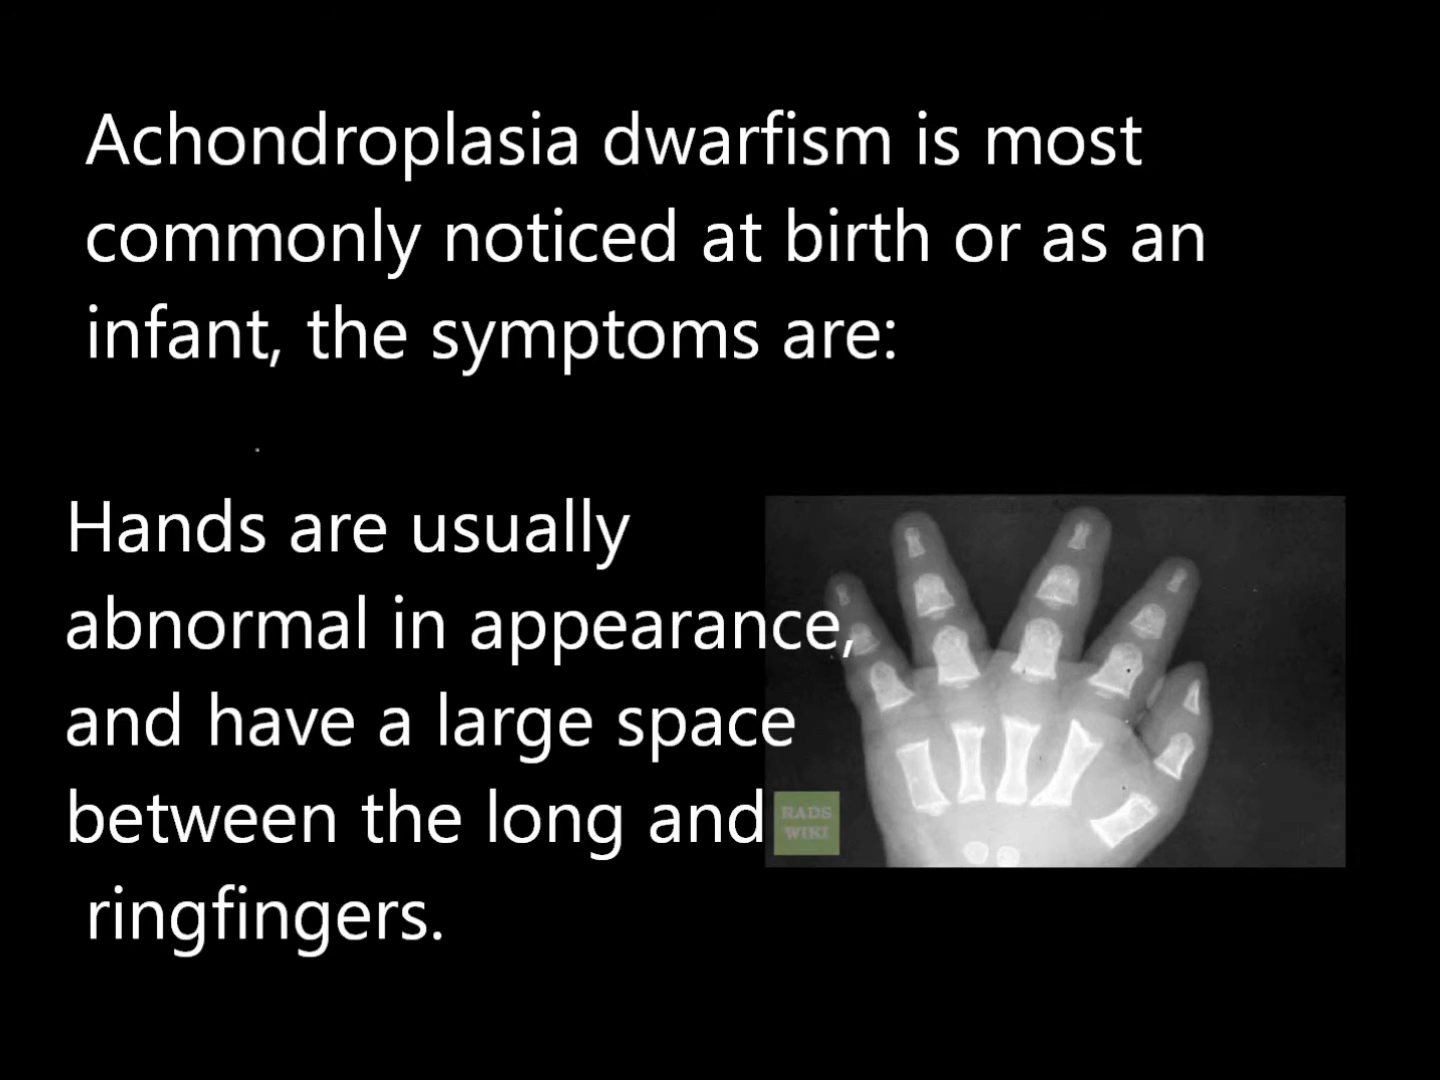 Achondroplasia dwarfism is most
commonly noticed at birth or as an
infant, the symptoms are:
Hands are usually
abnormal in appearance,
and have a large space
between the long and
ringfingers.
RADS
WIKI